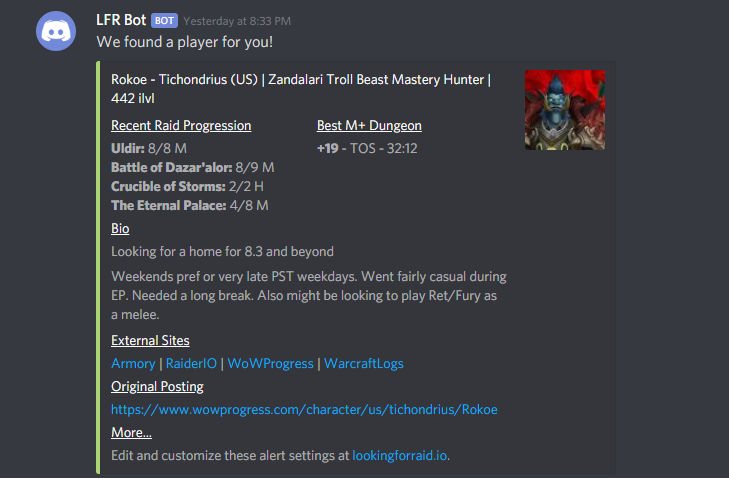 LFR Bot BOT Yesterday at 8:33 PM
We found a player for you!
Rokoe - Tichondrius (US) | Zandalari Troll Beast Mastery Hunter |
442 ilvl
Recent Raid Progression
Uldir: 8/8 M
Battle of Dazar'alor: 8/9 M
Crucible of Storms: 2/2 H
The Eternal Palace: 4/8 M
Best M+ Dungeon
+19 - TOS - 32:12
Bio
Looking for a home for 8.3 and beyond
Weekends pref or very late PST weekdays. Went fairly casual during
EP. Needed a long break. Also might be looking to play Ret/Fury as
a melee.
External Sites
Armory | RaiderIO | WoWProgress | WarcraftLogs
Original Posting
https://www.wowprogress.com/character/us/tichondrius/Rokoe
More...
Edit and customize these alert settings at lookingforraid.io.